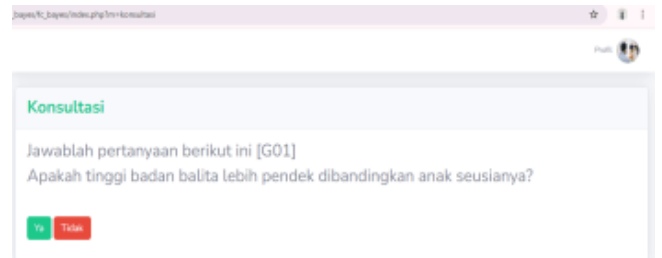 _bayes/fc_bayes/index.php?m=konsultasi
Profil
Konsultasi
Jawablah pertanyaan berikut ini [G01]
Apakah tinggi badan balita lebih pendek dibandingkan anak seusianya?
Ya Tidak